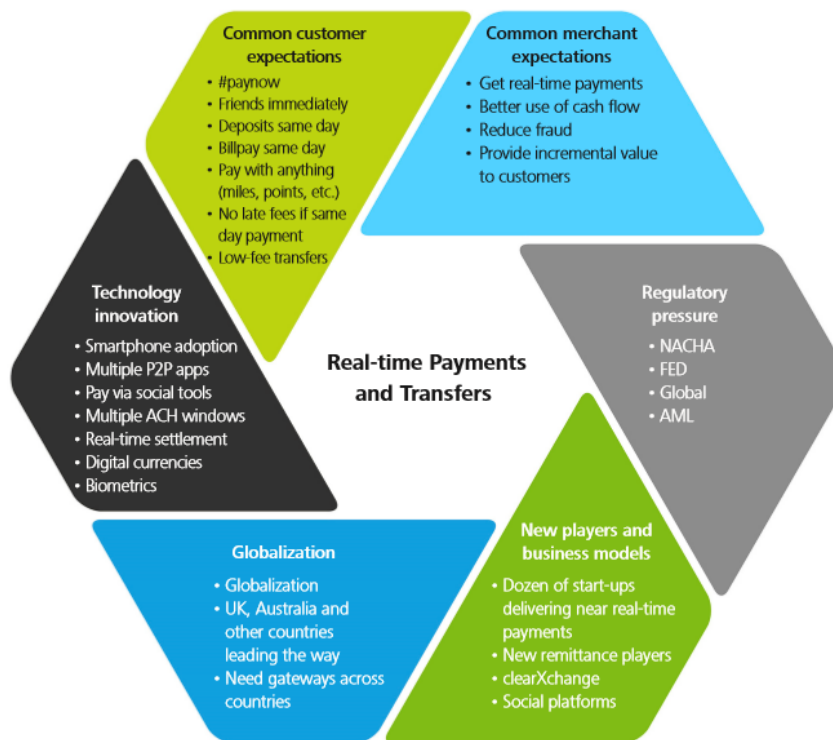 Common customer
expectations
• #paynow
• Friends immediately
• Deposits same day
• Billpay same day
• Pay with anything
(miles, points, etc.)
• No late fees if same
day payment
• Low-fee transfers
Common merchant
expectations
• Get real-time payments
• Better use of cash flow
• Reduce fraud
• Provide incremental value
to customers
Technology
innovation
• Smartphone adoption
• Multiple P2P apps
• Pay via social tools
• Multiple ACH windows
• Real-time settlement
• Digital currencies
• Biometrics
Real-time Payments
and Transfers
Regulatory
pressure
• NACHA
• FED
• Global
• AML
Globalization
• Globalization
• UK, Australia and
other countries
leading the way
• Need gateways across
countries
New players and
business models
• Dozen of start-ups
delivering near real-time
payments
• New remittance players
• clearXchange
• Social platforms